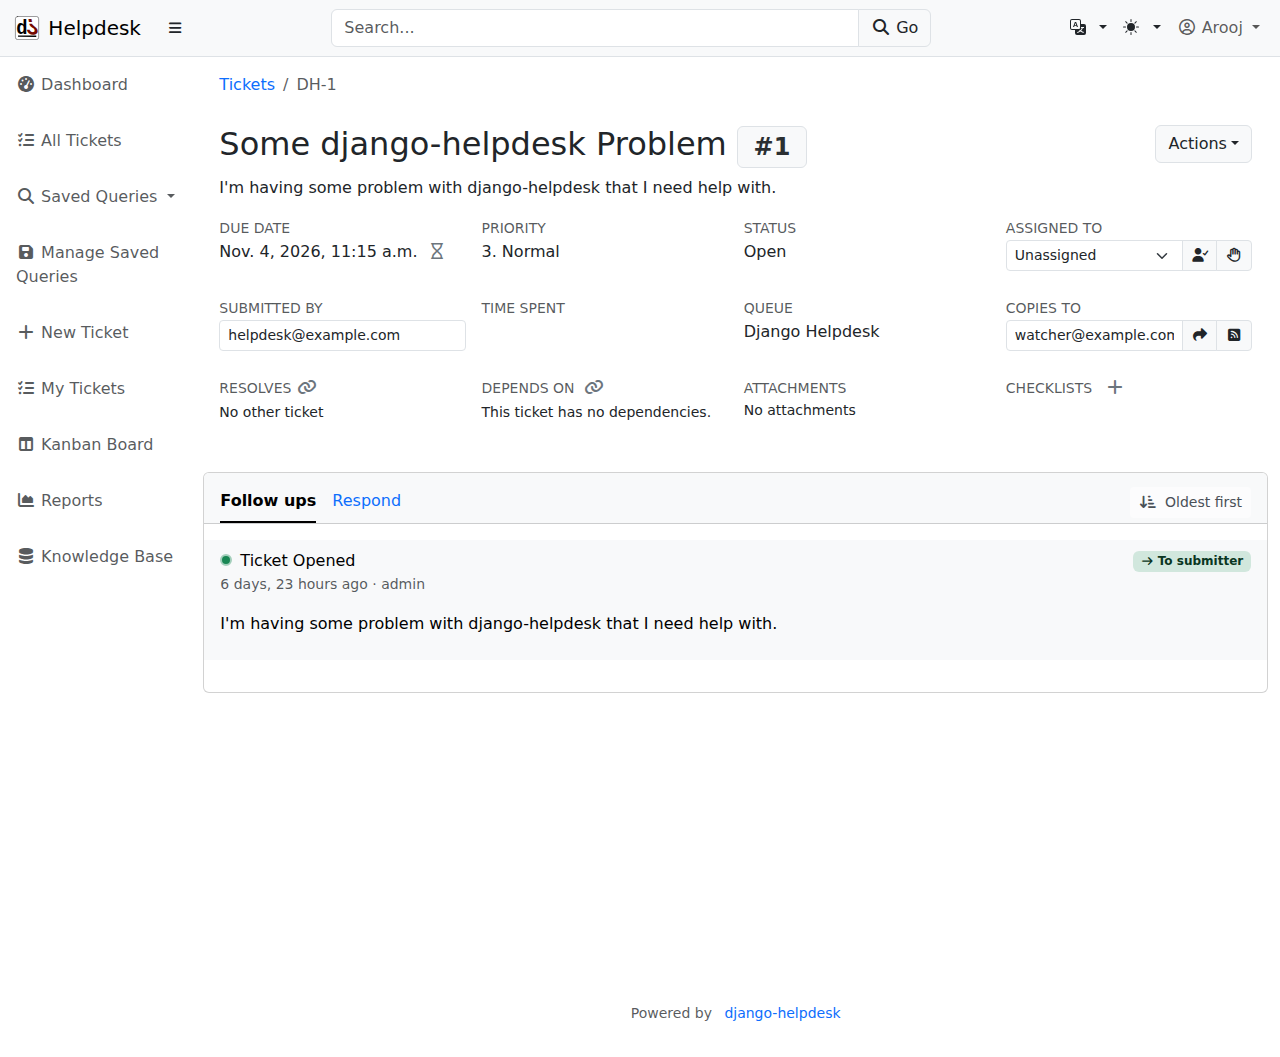 Helpdesk
Search...
Go
Arooj
Dashboard
All Tickets
Saved Queries
Manage Saved
Queries
New Ticket
My Tickets
Kanban Board
Reports
Knowledge Base
Tickets / DH-1
Some django-helpdesk Problem #1
Actions
I'm having some problem with django-helpdesk that I need help with.
DUE DATE
Nov. 4, 2026, 11:15 a.m.
PRIORITY
3. Normal
STATUS
Open
ASSIGNED TO
Unassigned
SUBMITTED BY
helpdesk@example.com
TIME SPENT
QUEUE
Django Helpdesk
COPIES TO
watcher@example.con
RESOLVES
No other ticket
DEPENDS ON
This ticket has no dependencies.
ATTACHMENTS
No attachments
CHECKLISTS
Follow ups
Respond
Oldest first
Ticket Opened
To submitter
6 days, 23 hours ago · admin
I'm having some problem with django-helpdesk that I need help with.
Powered by django-helpdesk